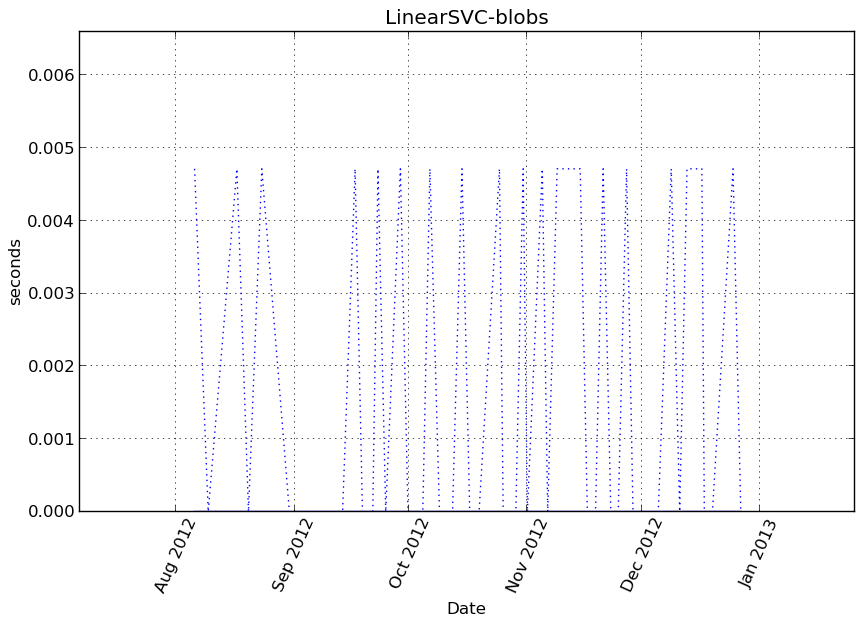 LinearSVC-blobs
0.006
0.005
0.004
0.003
0.002
0.001
0.000
seconds
Aug 2012
Sep 2012
Oct 2012
Nov 2012
Dec 2012
Jan 2013
Date